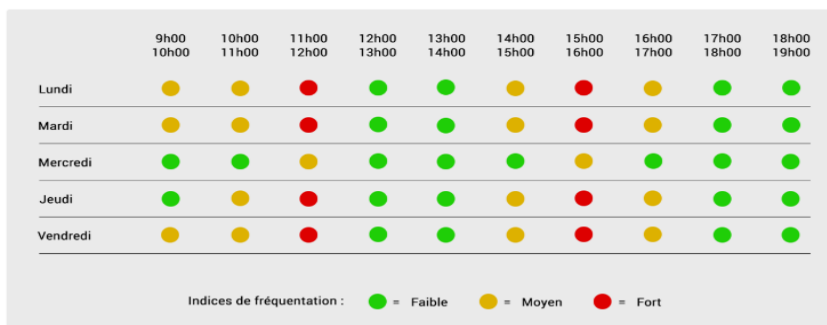 9h00 10h00 11h00 12h00 13h00 14h00 15h00 16h00 17h00 18h00
10h00 11h00 12h00 13h00 14h00 15h00 16h00 17h00 18h00 19h00
Lundi
Mardi
Mercredi
Jeudi
Vendredi
Indices de fréquentation : = Faible = Moyen = Fort